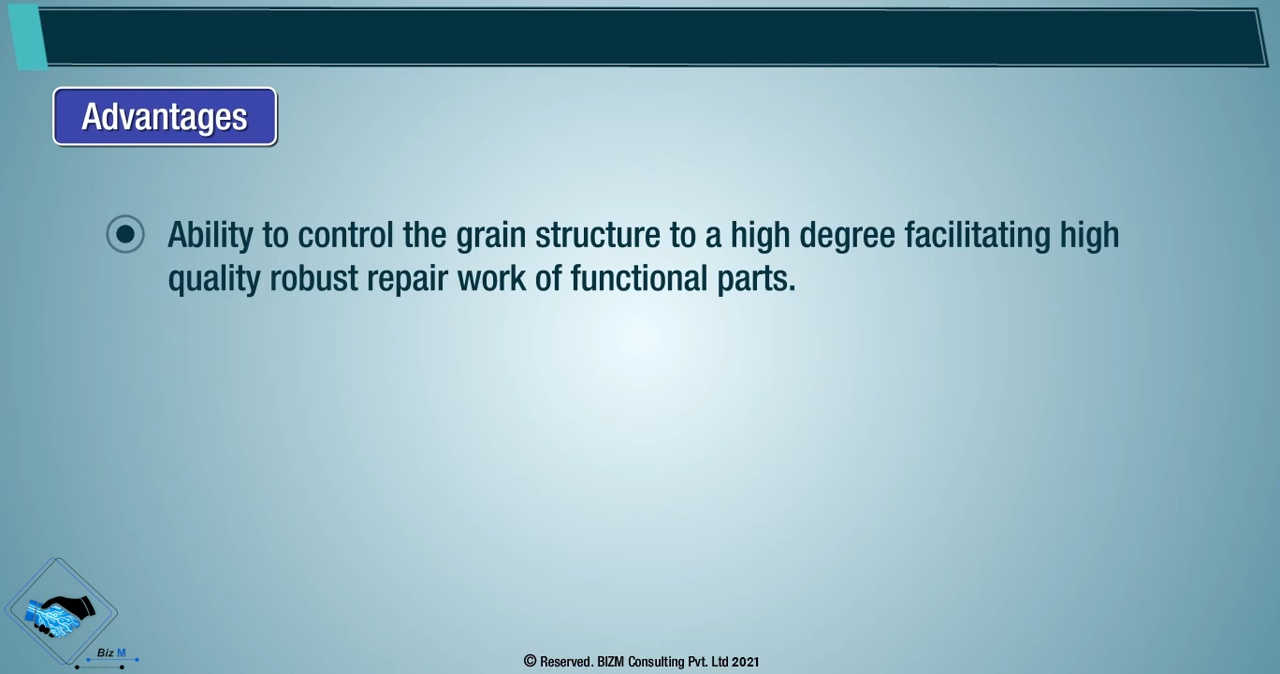 Advantages
Ability to control the grain structure to a high degree facilitating high
quality robust repair work of functional parts.
Biz M
© Reserved. BIZM Consulting Pvt. Ltd 2021